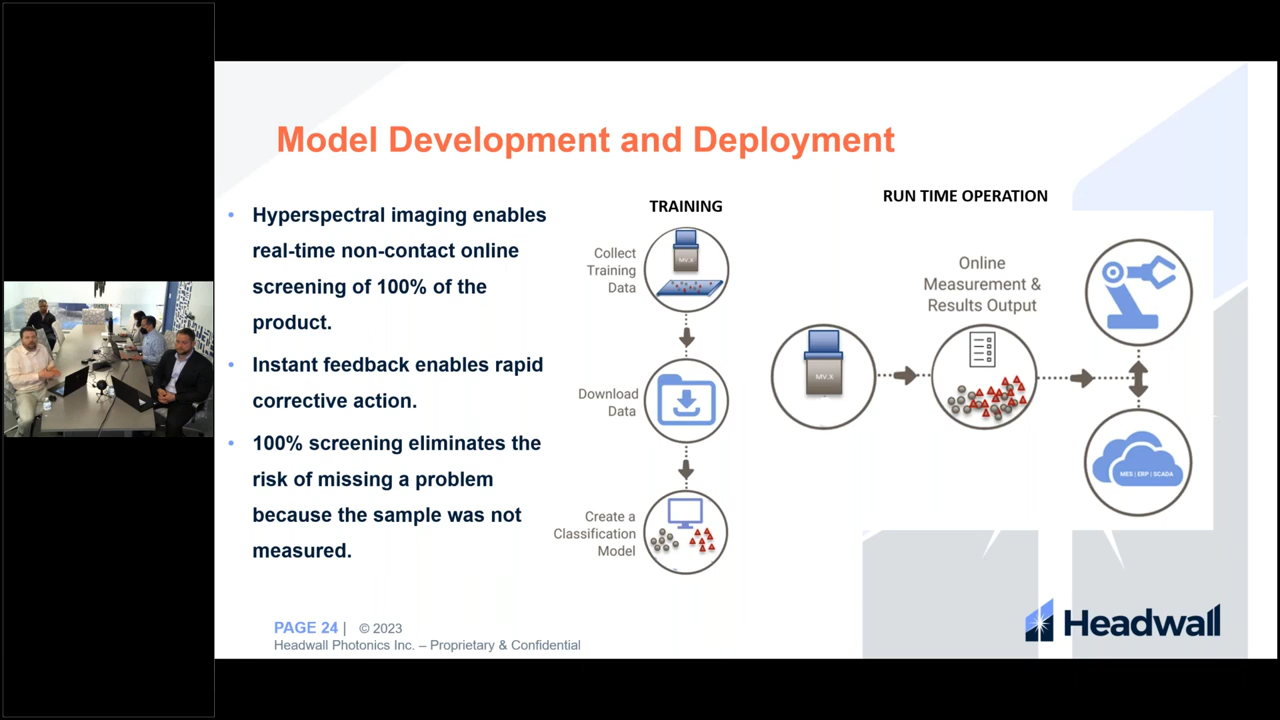 Model Development and Deployment
• Hyperspectral imaging enables
real-time non-contact online
screening of 100% of the
product.
• Instant feedback enables rapid
corrective action.
• 100% screening eliminates the
risk of missing a problem
because the sample was not
measured.
TRAINING
Collect
Training
Data
MV.X
Download
Data
Create a
Classification
Model
RUN TIME OPERATION
MV.X
Online
Measurement &
Results Output
MES | ERP | SCADA
PAGE 24 | © 2023
Headwall Photonics Inc. – Proprietary & Confidential
Headwall